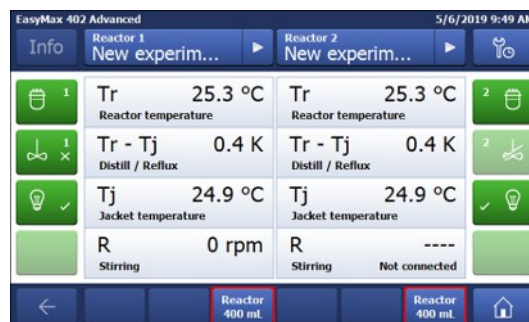 EasyMax 402 Advanced 5/6/2019 9:49 AM
Info
Reactor 1
New experim...
Reactor 2
New experim...
1
Tr 25.3 °C
Reactor temperature
Tr 25.3 °C
Reactor temperature
2
1
Tr - Tj 0.4 K
Distill / Reflux
Tr - Tj 0.4 K
Distill / Reflux
2
Tj 24.9 °C
Jacket temperature
Tj 24.9 °C
Jacket temperature
R 0 rpm
Stirring
R ----
Stirring Not connected
Reactor
400 mL
Reactor
400 mL